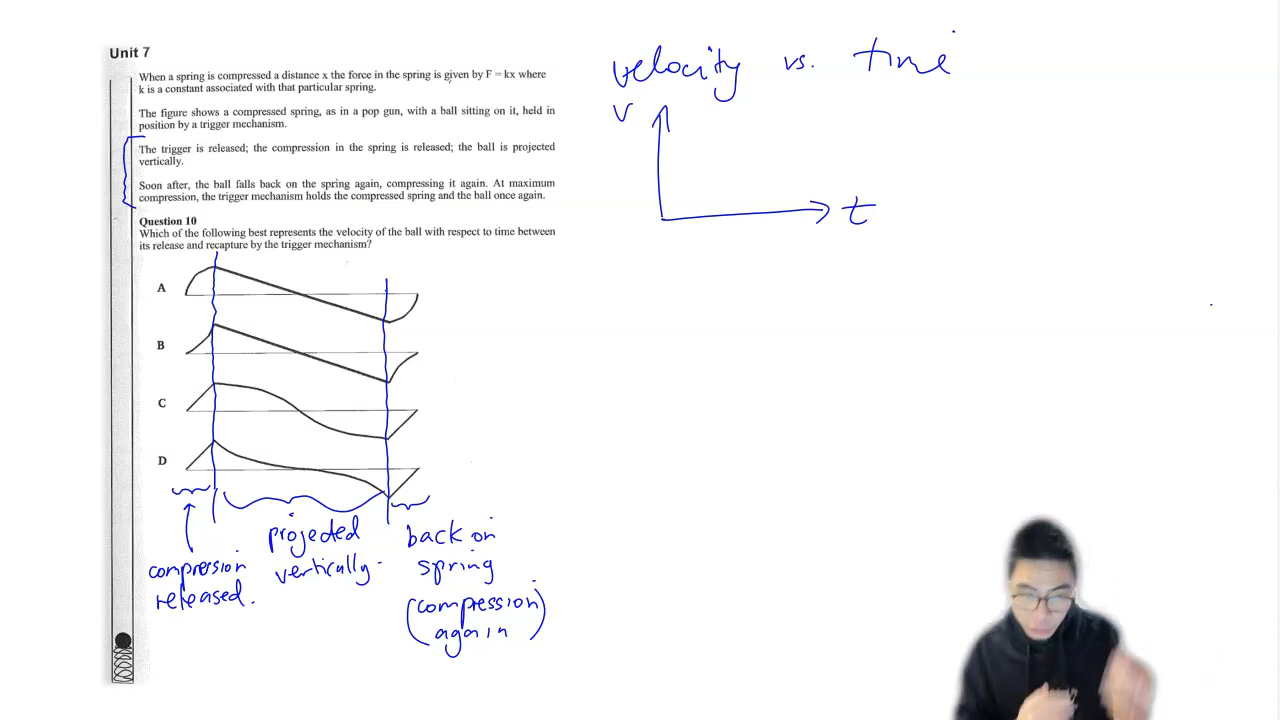 Unit 7
When a spring is compressed a distance x the force in the spring is given by F = kx where
k is a constant associated with that particular spring.
The figure shows a compressed spring, as in a pop gun, with a ball sitting on it, held in
position by a trigger mechanism.
The trigger is released; the compression in the spring is released; the ball is projected
vertically.
Soon after, the ball falls back on the spring again, compressing it again. At maximum
compression, the trigger mechanism holds the compressed spring and the ball once again.
Question 10
Which of the following best represents the velocity of the ball with respect to time between
its release and recapture by the trigger mechanism?
A
B
C
D
compression
released.
projected
vertically.
back on
spring
(compression
again)
velocity vs. time
v
t